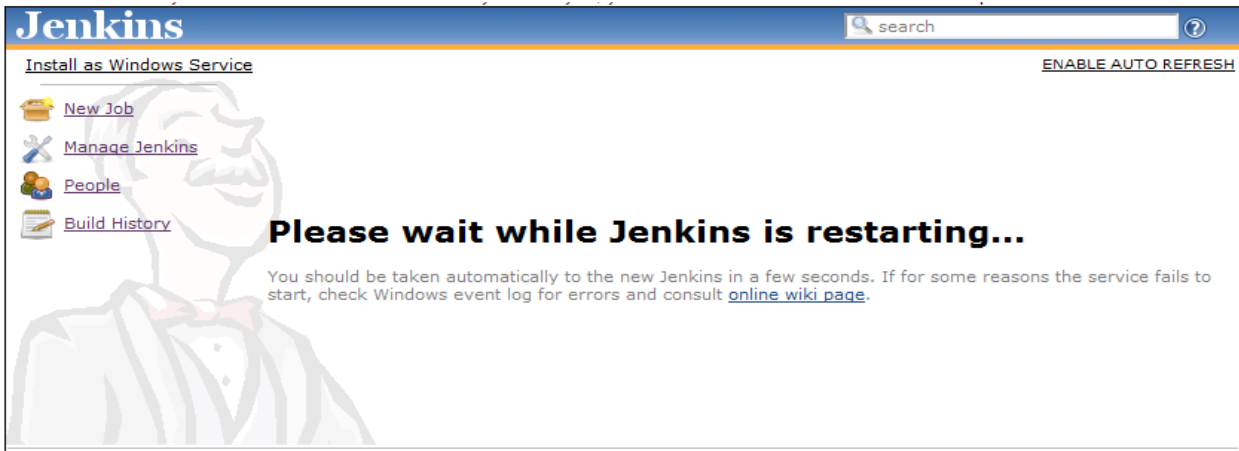 Jenkins
search
Install as Windows Service
ENABLE AUTO REFRESH
New Job
Manage Jenkins
People
Build History
Please wait while Jenkins is restarting...
You should be taken automatically to the new Jenkins in a few seconds. If for some reasons the service fails to
start, check Windows event log for errors and consult online wiki page.